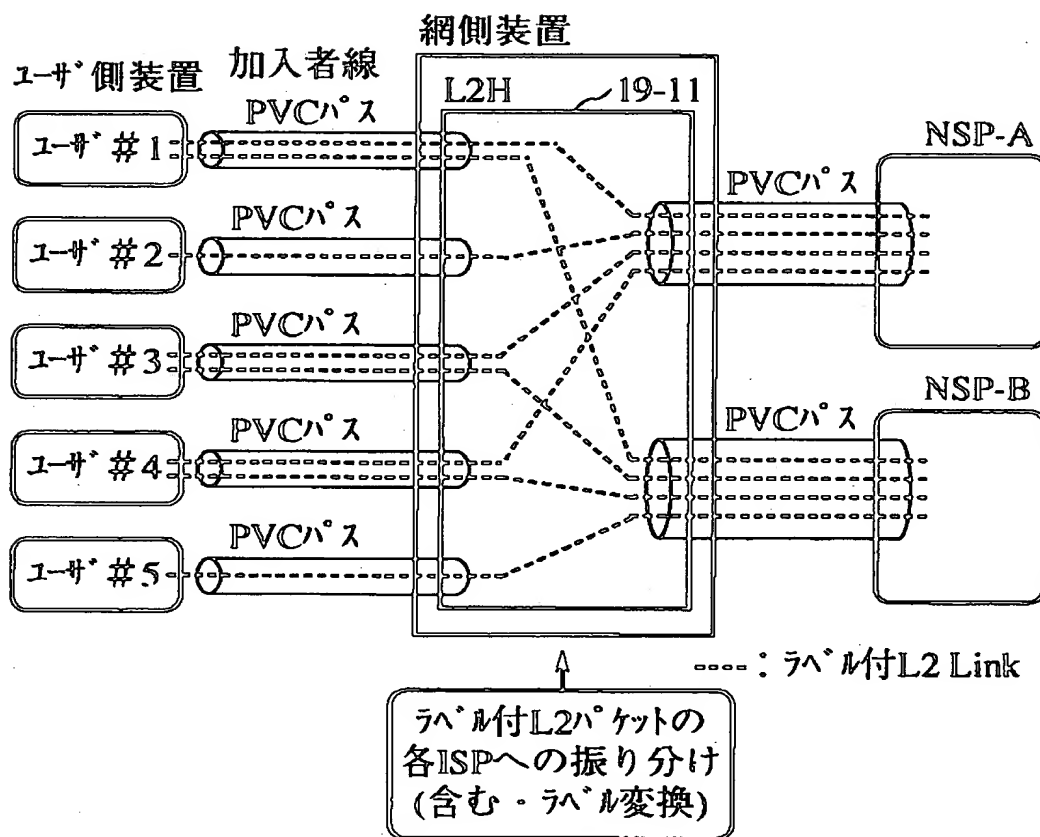 網側装置
ﾕｰｻﾞ側装置
加入者線
L2H
19-11
PVCﾊﾟｽ
NSP-A
ﾕｰｻﾞ #1
PVCﾊﾟｽ
PVCﾊﾟｽ
ﾕｰｻﾞ #2
PVCﾊﾟｽ
ﾕｰｻﾞ #3
NSP-B
PVCﾊﾟｽ
PVCﾊﾟｽ
ﾕｰｻﾞ #4
PVCﾊﾟｽ
ﾕｰｻﾞ #5
----：ﾗﾍﾞﾙ付L2 Link
ﾗﾍﾞﾙ付L2ﾊﾟｹｯﾄの
各ISPへの振り分け
(含む・ラベル変換)